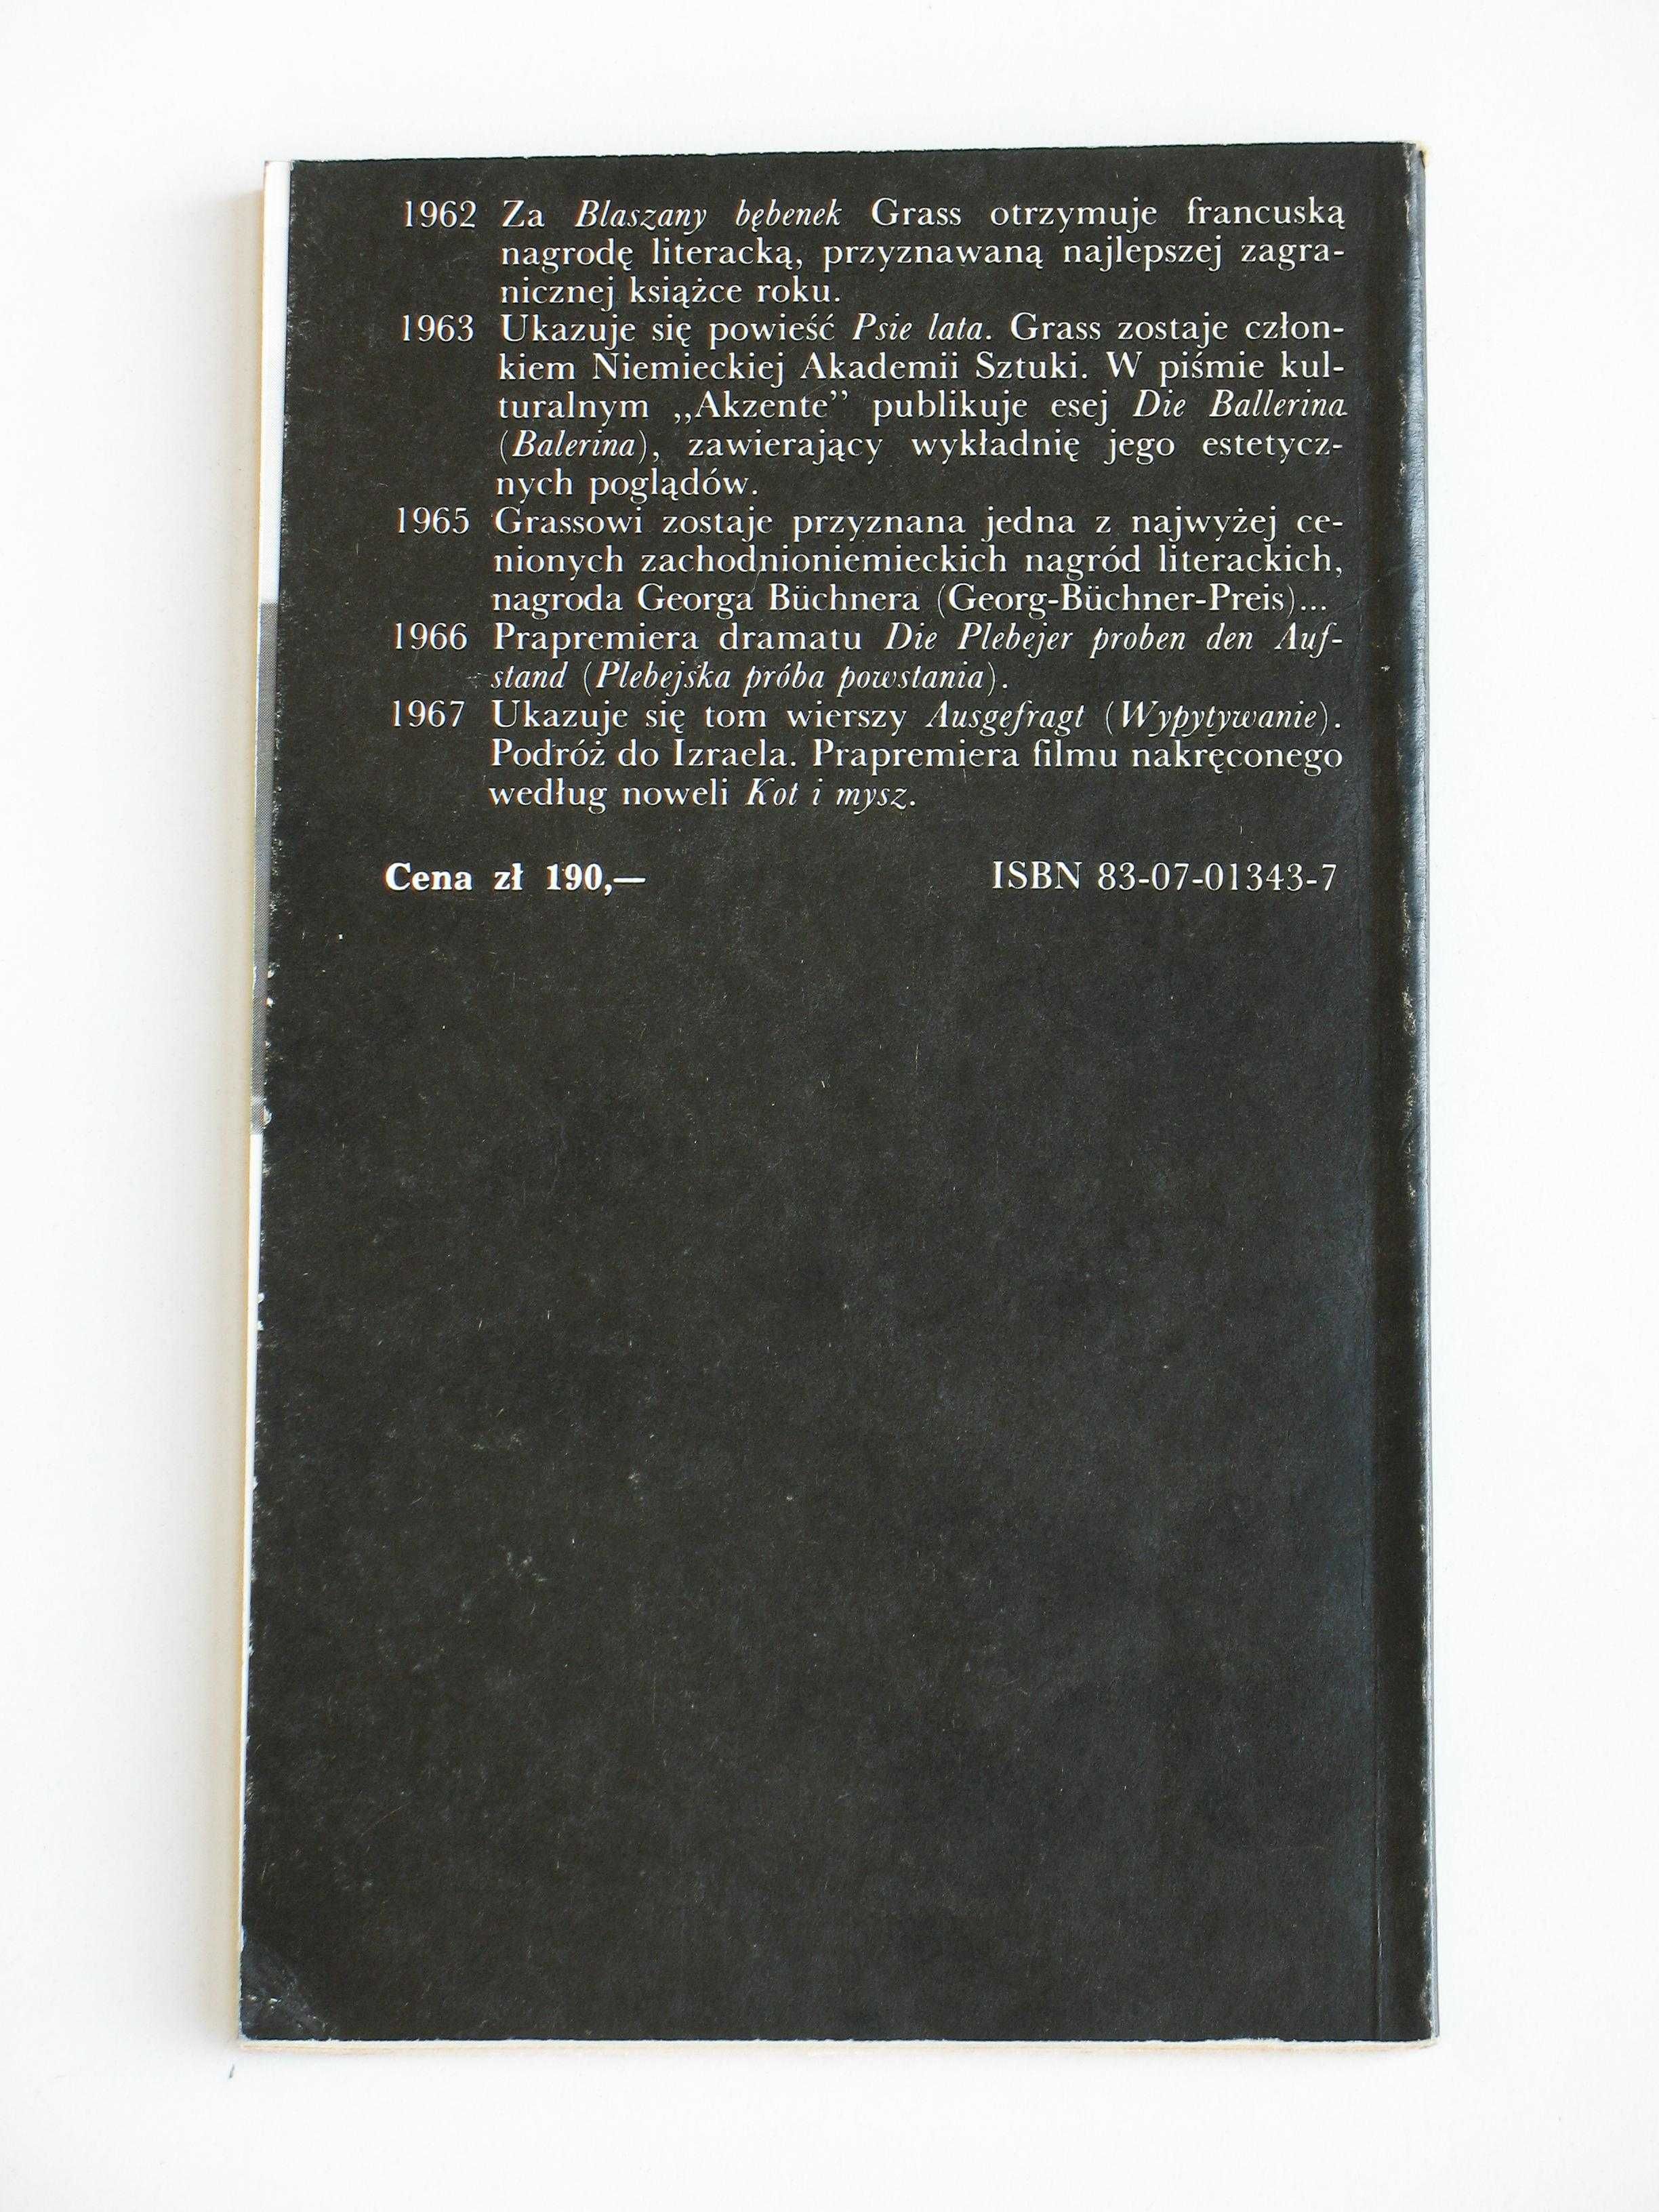 1962 Za Blaszany bębenek Grass otrzymuje francuską
nagrodę literacką, przyznawaną najlepszej zagra-
nicznej książce roku.
1963 Ukazuje się powieść Psie lata. Grass zostaje człon-
kiem Niemieckiej Akademii Sztuki. W piśmie kul-
turalnym ,,Akzente” publikuje esej Die Ballerina
(Balerina), zawierający wykładnię jego estetycz-
nych poglądów.
1965 Grassowi zostaje przyznana jedna z najwyżej ce-
nionych zachodnioniemieckich nagród literackich,
nagroda Georga Büchnera (Georg-Büchner-Preis)...
1966 Prapremiera dramatu Die Plebejer proben den Auf-
stand (Plebejska próba powstania).
1967 Ukazuje się tom wierszy Ausgefragt (Wypytywanie).
Podróż do Izraela. Prapremiera filmu nakręconego
według noweli Kot i mysz.
Cena zł 190,—
ISBN 83-07-01343-7